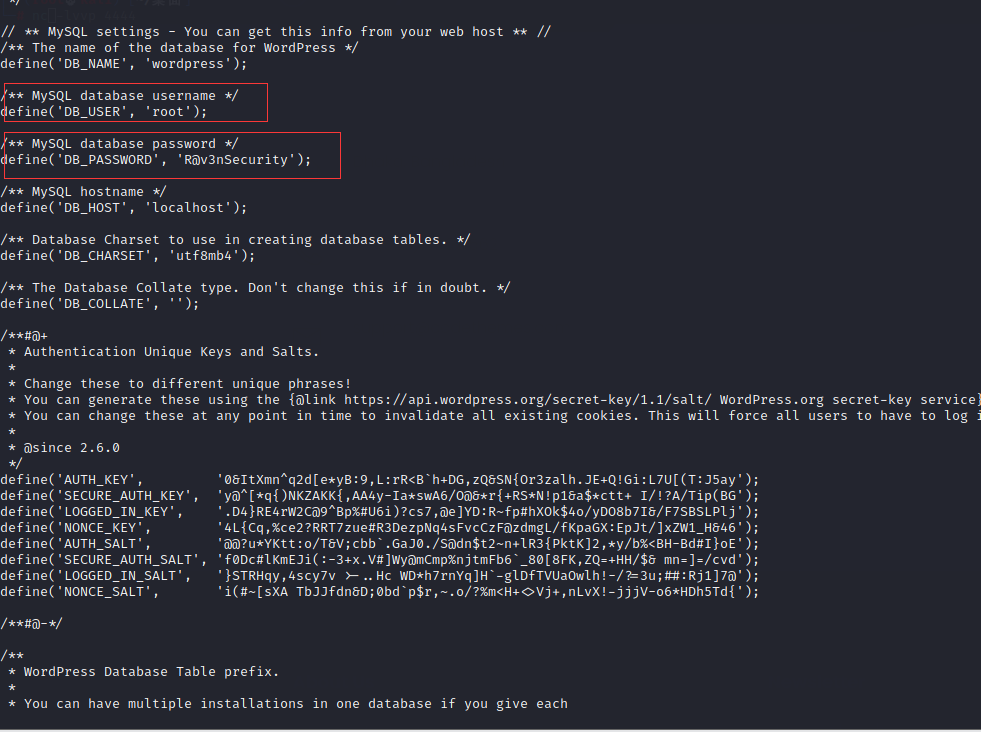 */
// ** MySQL settings - You can get this info from your web host ** //
/** The name of the database for WordPress */
define('DB_NAME', 'wordpress');
/** MySQL database username */
define('DB_USER', 'root');
/** MySQL database password */
define('DB_PASSWORD', 'R@v3nSecurity');
/** MySQL hostname */
define('DB_HOST', 'localhost');
/** Database Charset to use in creating database tables. */
define('DB_CHARSET', 'utf8mb4');
/** The Database Collate type. Don't change this if in doubt. */
define('DB_COLLATE', '');
/**#@+
 * Authentication Unique Keys and Salts.
 *
 * Change these to different unique phrases!
 * You can generate these using the {@link https://api.wordpress.org/secret-key/1.1/salt/ WordPress.org secret-key service}
 * You can change these at any point in time to invalidate all existing cookies. This will force all users to have to log
 *
 * @since 2.6.0
 */
define('AUTH_KEY',         '0&ItXmn^q2d[e*yB:9,L:rR<B`h+DG,zQ&SN{Or3zalh.JE+Q!Gi:L7U[(T:J5ay');
define('SECURE_AUTH_KEY',  'y@^[*q{)NKZAKK{,AA4y-Ia*swA6/O@&*r{+RS*N!p1&a$*ctt+ I/!?A/Tip(BG');
define('LOGGED_IN_KEY',    '.D4}RE4rW2C@9^Bp%#U6i)?cs7,@e]YD:R~fp#hXOk$4o/yDO8b7I&/F7SBSLPlj');
define('NONCE_KEY',        '4L{Cq,%ce2?RRT7zue#R3DezpNq4sFvcCzF@zdmgL/fKpaGX:EpJt/]xZW1_H&46');
define('AUTH_SALT',        '@@?u*YKtt:o/T&V;cbb`.GaJ0./S@dn$t2~n+lR3{PktK]2,*y/b%<BH-Bd#I}oE');
define('SECURE_AUTH_SALT', 'f0Dc#lKmEJi(:-3+x.V#]Wy@mCmp%njtmFb6`_80[8FK,ZQ=+HH/$& mn=]=/cvd');
define('LOGGED_IN_SALT',   '}STRHqy,4scy7v >-..Hc WD*h7rnYq]H`-glDfTVUaOwlh!-/?=3u;##:Rj1]7@');
define('NONCE_SALT',       'i(#~[sXA TbJJfdn&D;0bd`p$r,~.o/?%m<H+<>Vj+,nLvX!-jjjV-o6*HDh5Td{');
/**#@-*/
/**
 * WordPress Database Table prefix.
 *
 * You can have multiple installations in one database if you give each